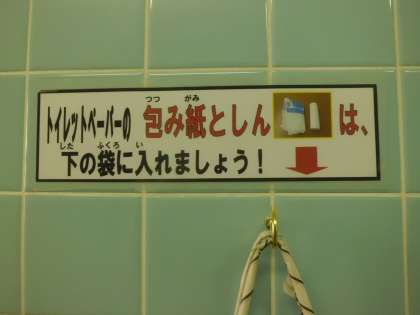 トイレットペーパーの 包み紙としん は、
下の袋に入れましょう！